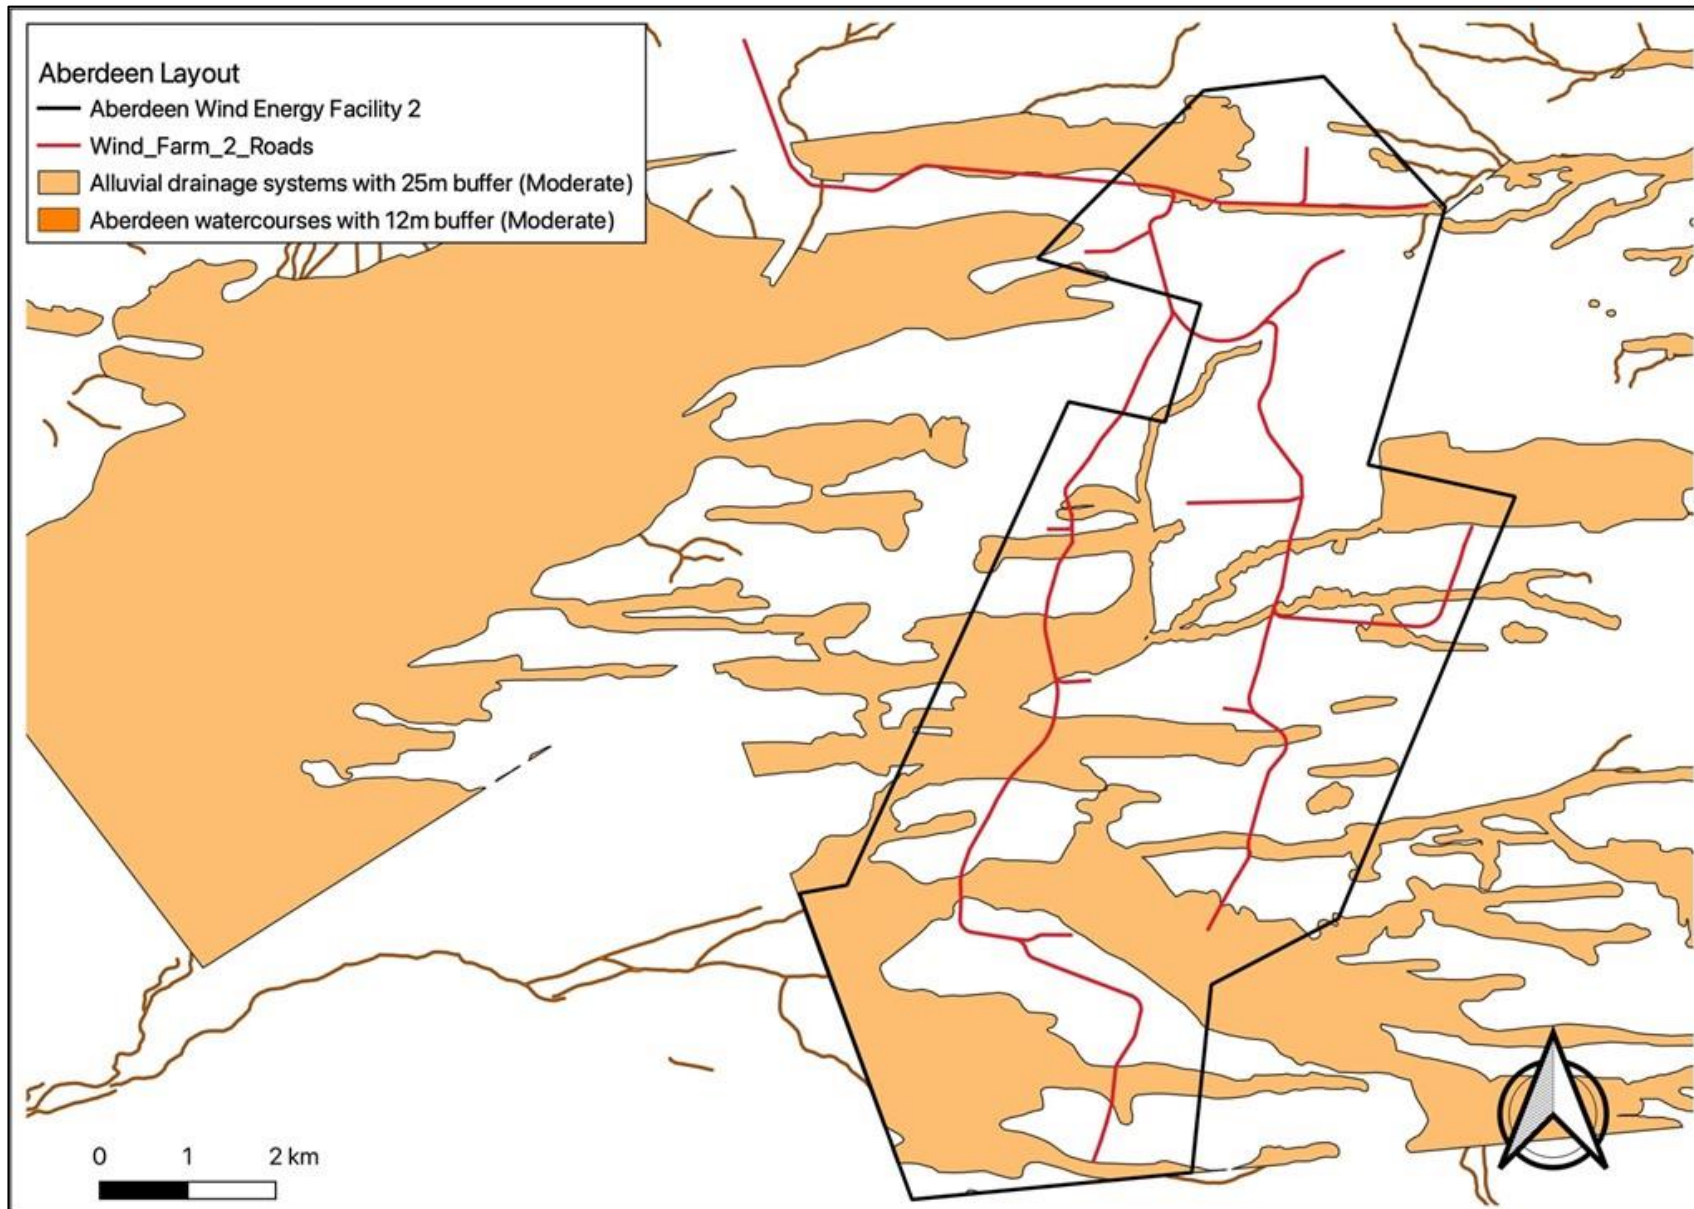 Aberdeen Layout
Aberdeen Wind Energy Facility 2
Wind_Farm_2_Roads
Alluvial drainage systems with 25m buffer (Moderate)
Aberdeen watercourses with 12m buffer (Moderate)
0 1 2 km